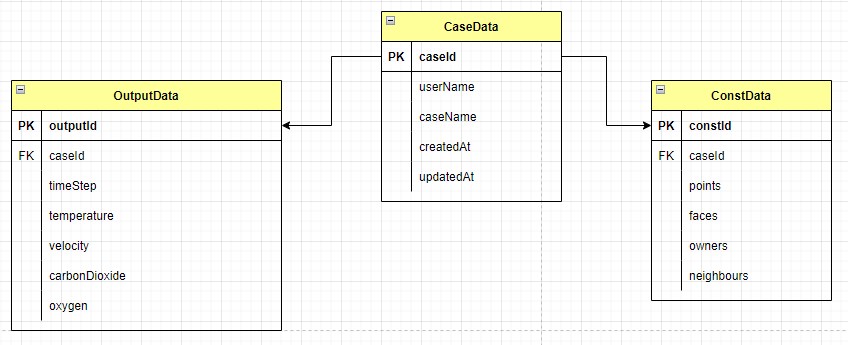 CaseData
PK caseId
userName
caseName
createdAt
updatedAt
OutputData
PK outputId
FK caseId
timeStep
temperature
velocity
carbonDioxide
oxygen
ConstData
PK constId
FK caseId
points
faces
owners
neighbours